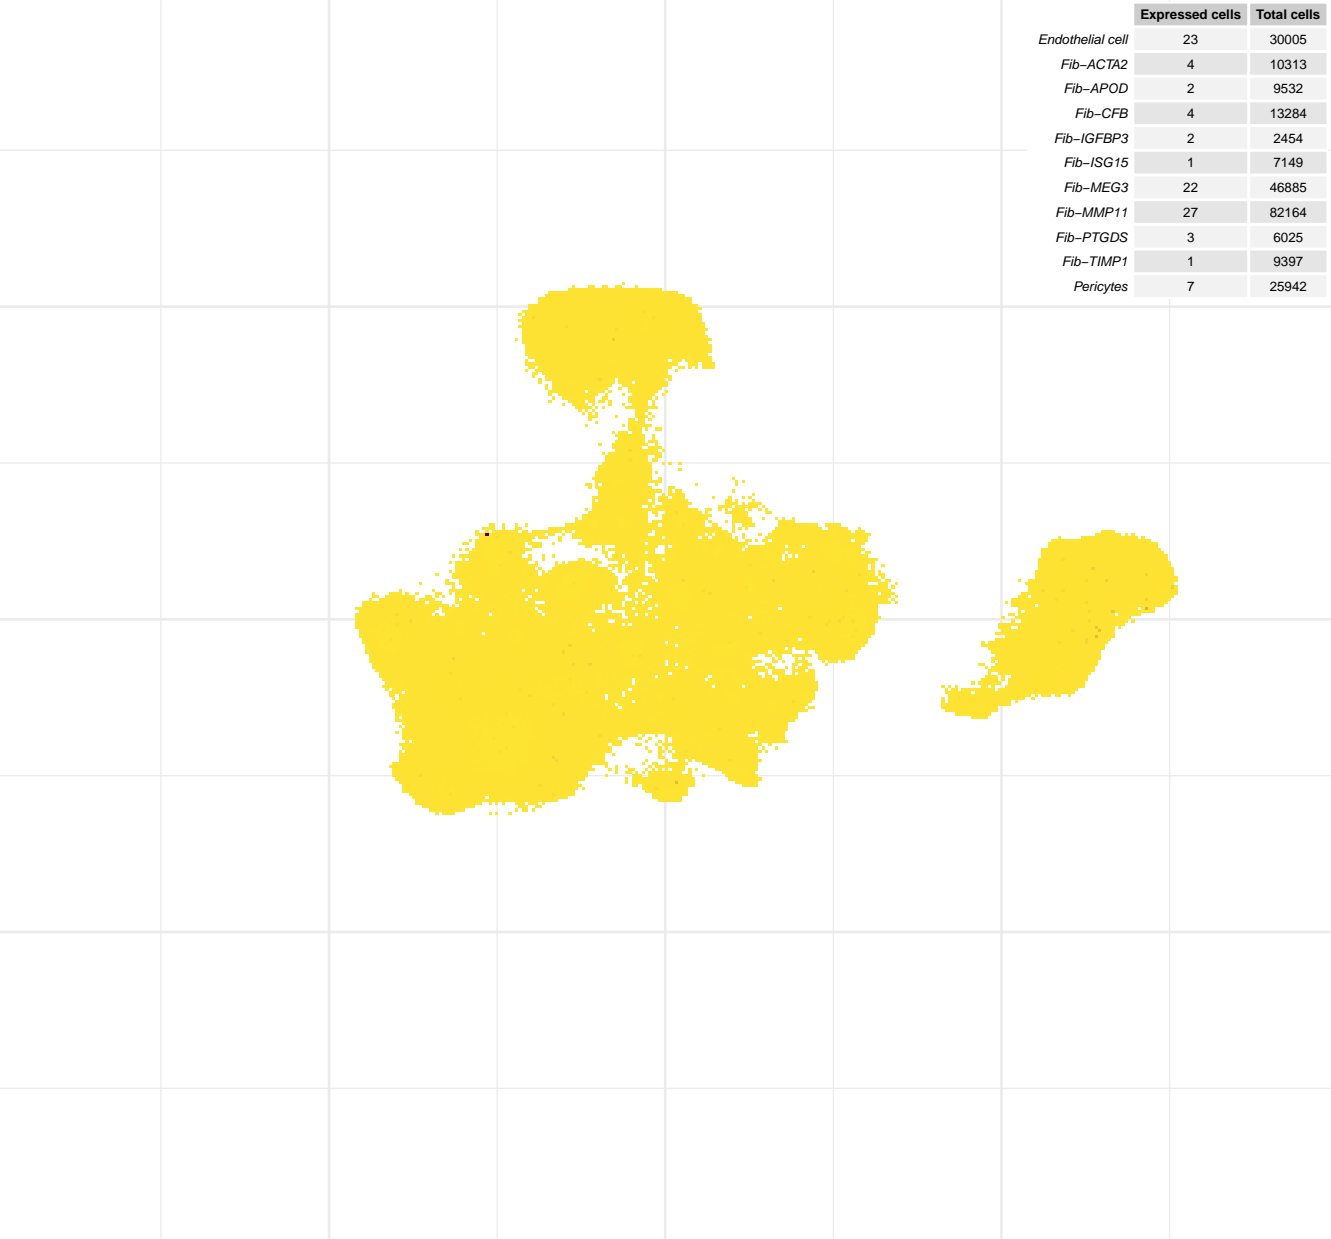 Expressed cells Total cells
Endothelial cell 23 30005
Fib−ACTA2 4 10313
Fib−APOD 2 9532
Fib−CFB 4 13284
Fib−IGFBP3 2 2454
Fib−ISG15 1 7149
Fib−MEG3 22 46885
Fib−MMP11 27 82164
Fib−PTGDS 3 6025
Fib−TIMP1 1 9397
Pericytes 7 25942